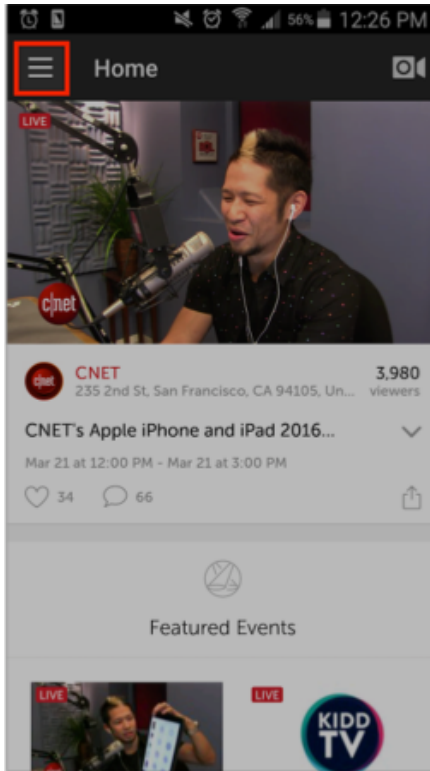 56% 12:26 PM
Home
LIVE
c|net
c|net
CNET
3,980
235 2nd St, San Francisco, CA 94105, Un...
viewers
CNET's Apple iPhone and iPad 2016...
Mar 21 at 12:00 PM - Mar 21 at 3:00 PM
34
66
Featured Events
LIVE
LIVE
KIDD
TV